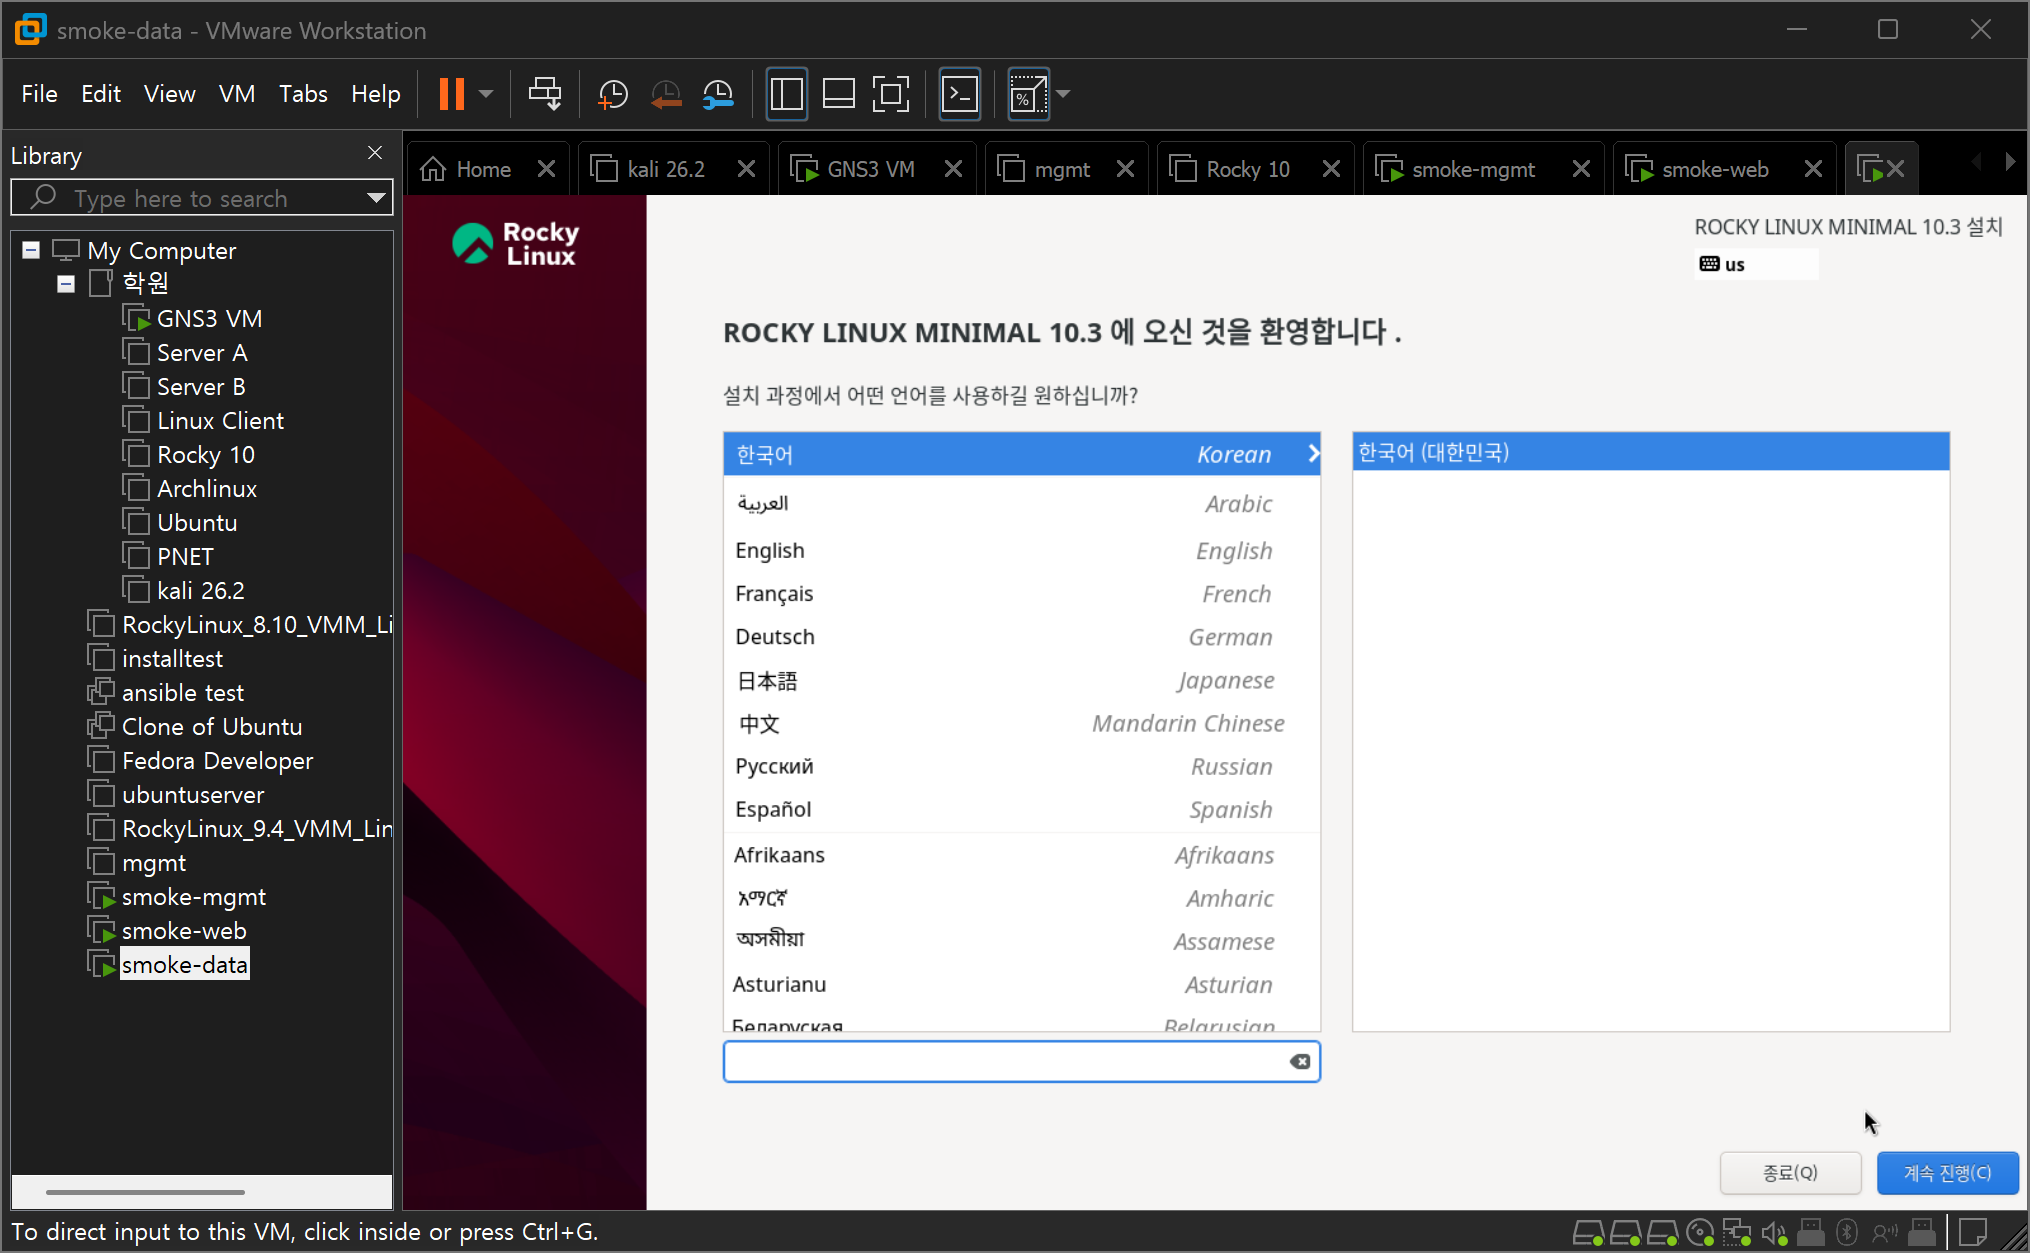 smoke-data - VMware Workstation
File Edit View VM Tabs Help
Library
Type here to search
My Computer
학원
GNS3 VM
Server A
Server B
Linux Client
Rocky 10
Archlinux
Ubuntu
PNET
kali 26.2
RockyLinux_8.10_VMM_Li
installtest
ansible test
Clone of Ubuntu
Fedora Developer
ubuntuserver
RockyLinux_9.4_VMM_Lin
mgmt
smoke-mgmt
smoke-web
smoke-data
Home kali 26.2 GNS3 VM mgmt Rocky 10 smoke-mgmt smoke-web
Rocky
Linux
ROCKY LINUX MINIMAL 10.3 설치
us
ROCKY LINUX MINIMAL 10.3 에 오신 것을 환영합니다 .
설치 과정에서 어떤 언어를 사용하길 원하십니까?
한국어 Korean
العربية Arabic
English English
Français French
Deutsch German
日本語 Japanese
中文 Mandarin Chinese
Русский Russian
Español Spanish
Afrikaans Afrikaans
አማርኛ Amharic
অসমীয়া Assamese
Asturianu Asturian
Беларуская Belarusian
한국어 (대한민국)
종료(Q) 계속 진행(C)
To direct input to this VM, click inside or press Ctrl+G.